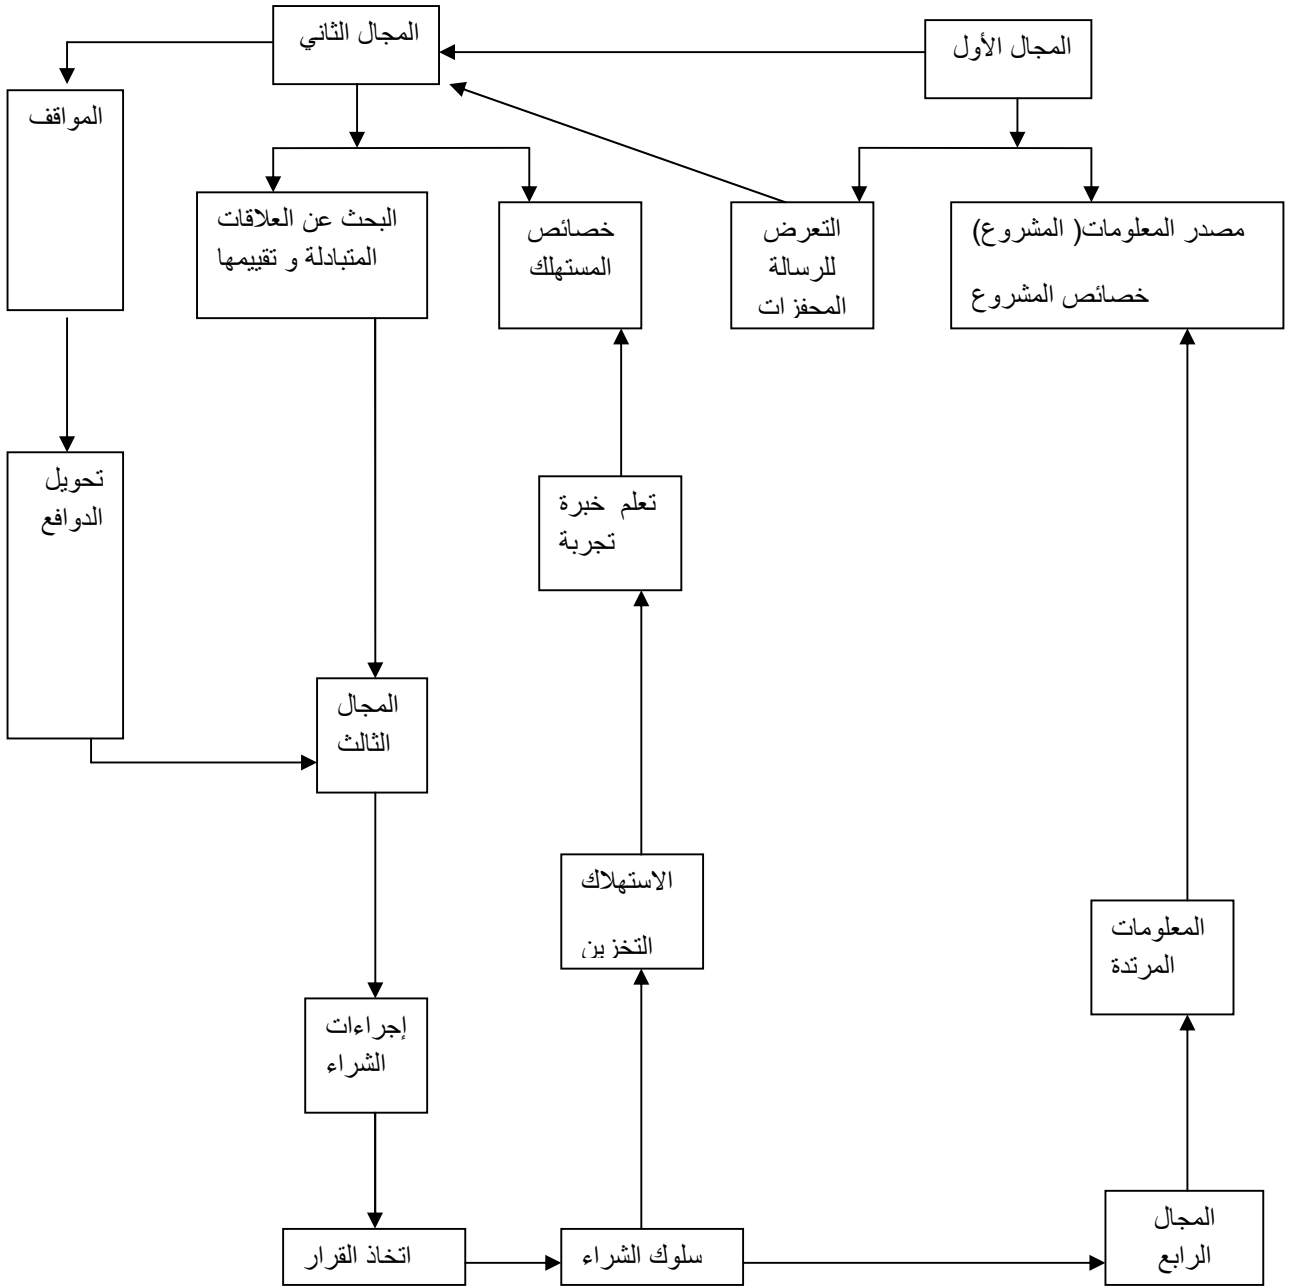 المجال الأول
المجال الثاني
المواقف
مصدر المعلومات( المشروع)
خصائص المشروع
التعرض
للرسالة
المحفزات
خصائص
المستهلك
البحث عن العلاقات
المتبادلة و تقييمها
تحويل
الدوافع
تعلم خبرة
تجربة
المجال
الثالث
الاستهلاك
التخزين
المعلومات
المرتدة
إجراءات
الشراء
المجال
الرابع
سلوك الشراء
اتخاذ القرار